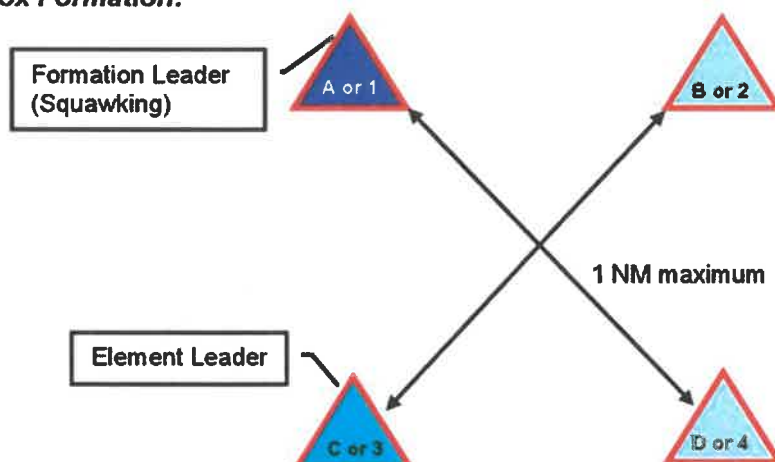 ox Formation:
Formation Leader
(Squawking)
A or 1
B or 2
1 NM maximum
Element Leader
C or 3
D or 4